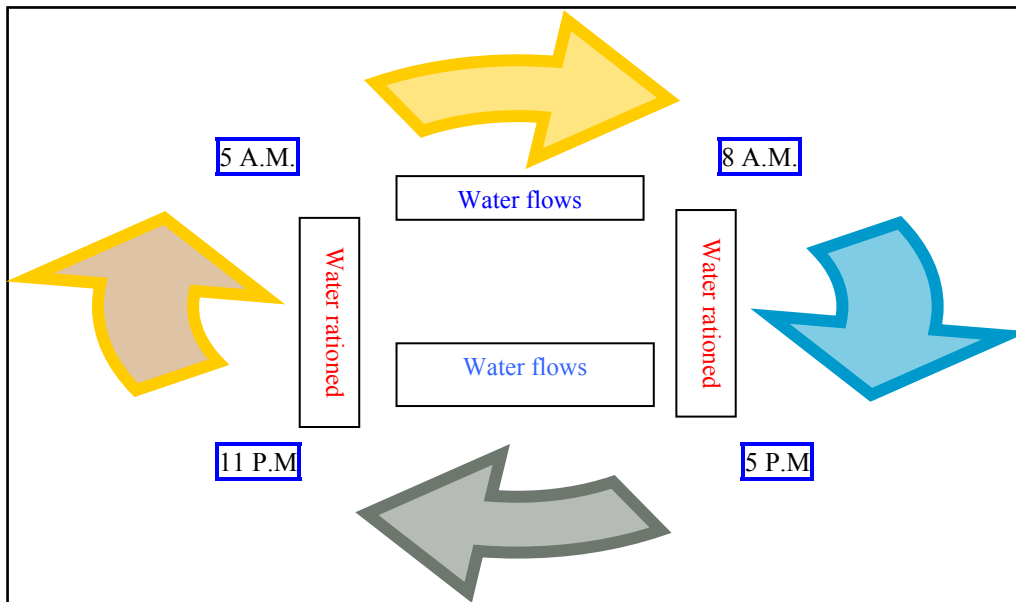 5 A.M.
8 A.M.
Water flows
Water rationed
Water rationed
Water flows
11 P.M
5 P.M